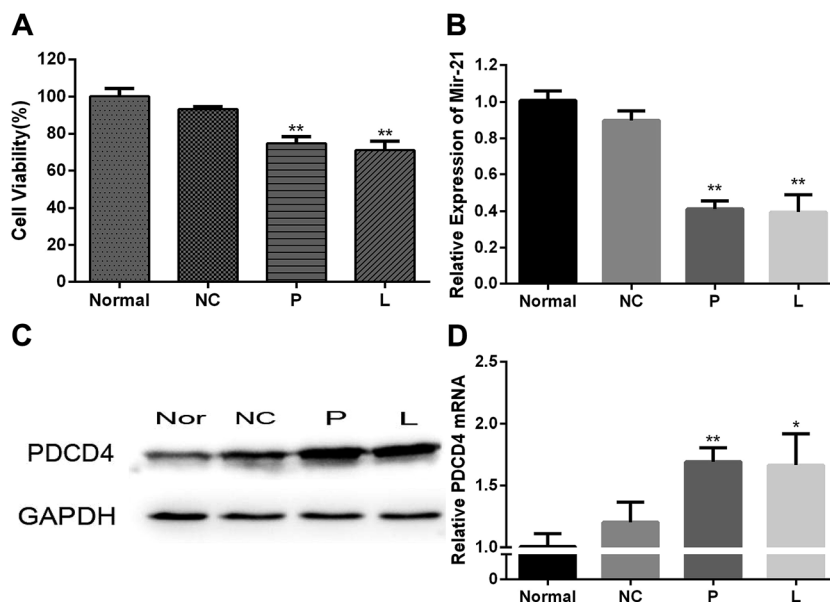 A
Cell Viability(%)
120
100
80
60
40
20
0
**
**
Normal NC P L
B
Relative Expression of Mir-21
1.2
1.0
0.8
0.6
0.4
0.2
0.0
**
**
Normal NC P L
C
Nor NC P L
PDCD4
GAPDH
D
Relative PDCD4 mRNA
2.5
2.0
1.5
1.0
0
**
*
Normal NC P L